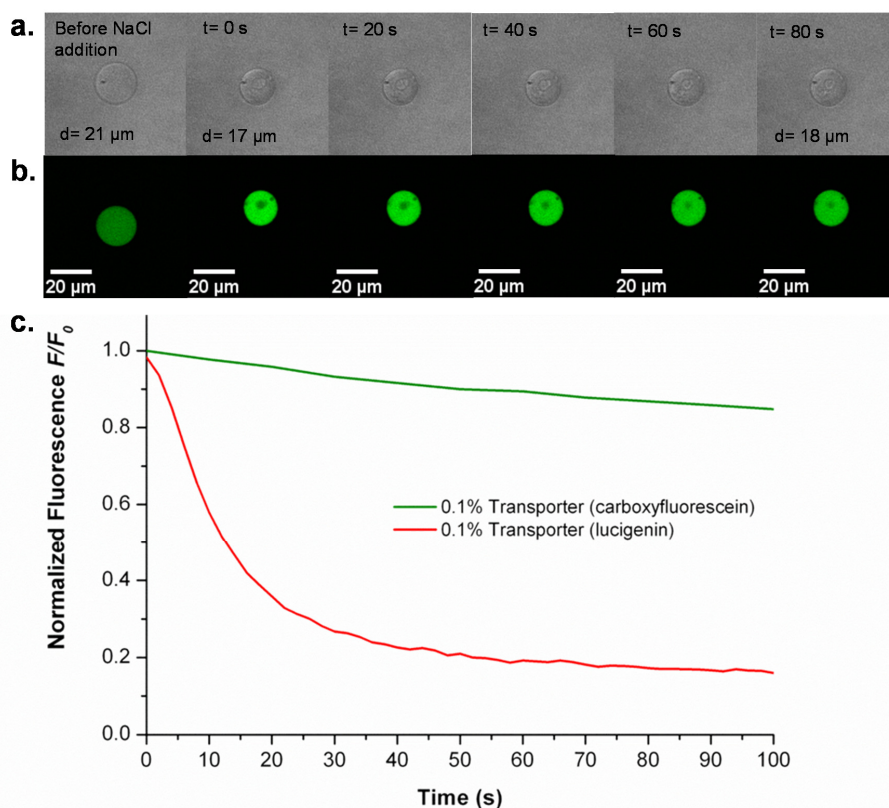 a.
Before NaCl
addition
t= 0 s
t= 20 s
t= 40 s
t= 60 s
t= 80 s
d= 21 µm
d= 17 µm
d= 18 µm
b.
20 µm
20 µm
20 µm
20 µm
20 µm
20 µm
c.
Normalized Fluorescence F/F₀
1.0
0.8
0.6
0.4
0.2
0.0
0.1% Transporter (carboxyfluorescein)
0.1% Transporter (lucigenin)
0 10 20 30 40 50 60 70 80 90 100
Time (s)